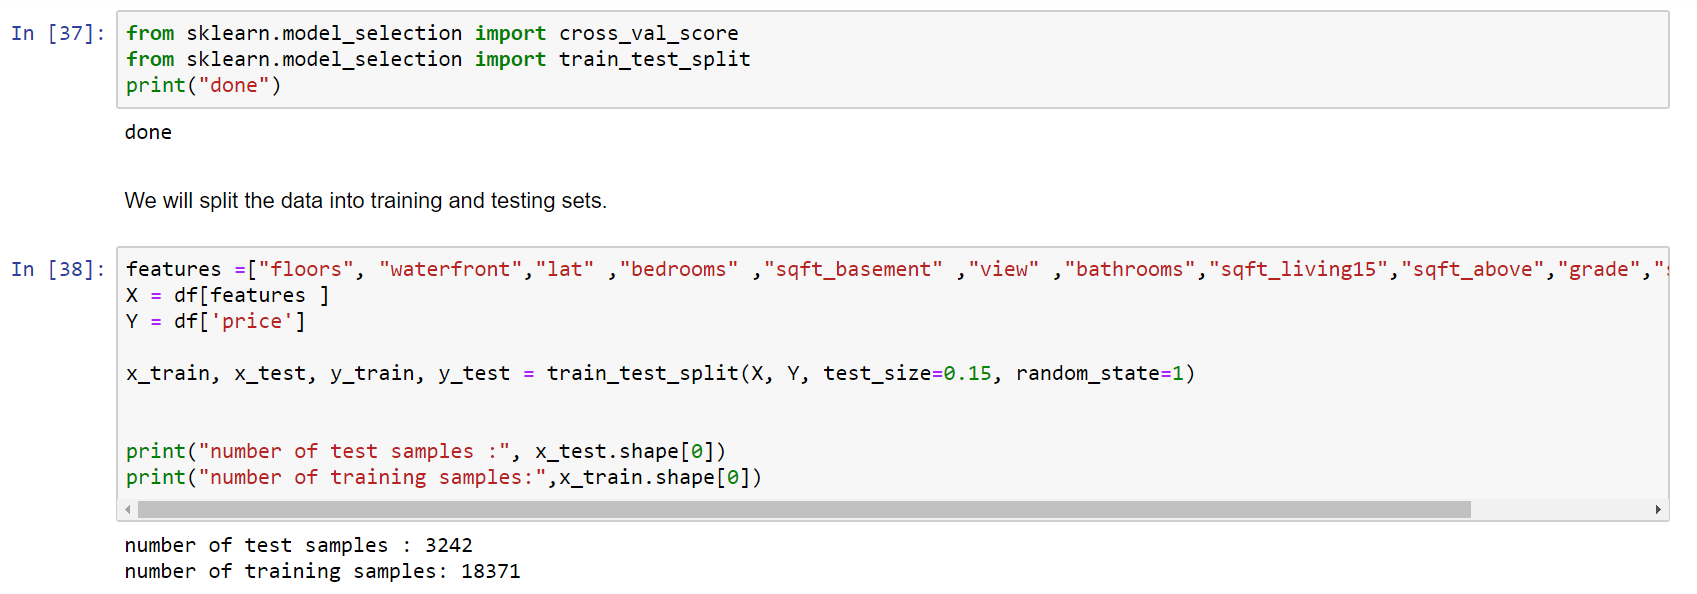 In [37]: from sklearn.model_selection import cross_val_score
from sklearn.model_selection import train_test_split
print("done")
done
We will split the data into training and testing sets.
In [38]: features =["floors", "waterfront","lat" ,"bedrooms" ,"sqft_basement" ,"view" ,"bathrooms","sqft_living15","sqft_above","grade","
X = df[features ]
Y = df['price']
x_train, x_test, y_train, y_test = train_test_split(X, Y, test_size=0.15, random_state=1)
print("number of test samples :", x_test.shape[0])
print("number of training samples:",x_train.shape[0])
number of test samples : 3242
number of training samples: 18371